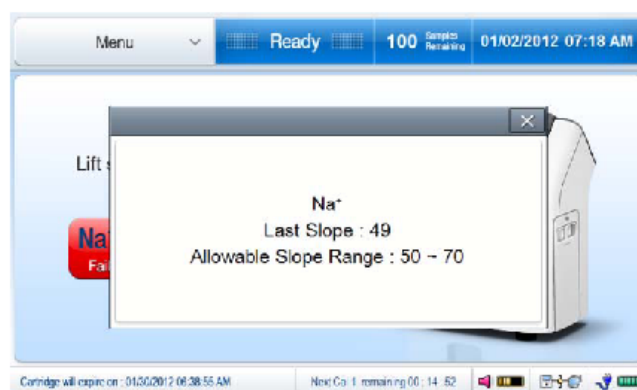 Menu
Ready
100 Samples Remaining
01/02/2012 07:18 AM
Lift
Na⁺
Last Slope : 49
Allowable Slope Range : 50 ~ 70
Na
Fai
Cartridge will expire on : 01/30/2012 06:38:55 AM
Next Cal 1 remaining 00 : 14 : 52